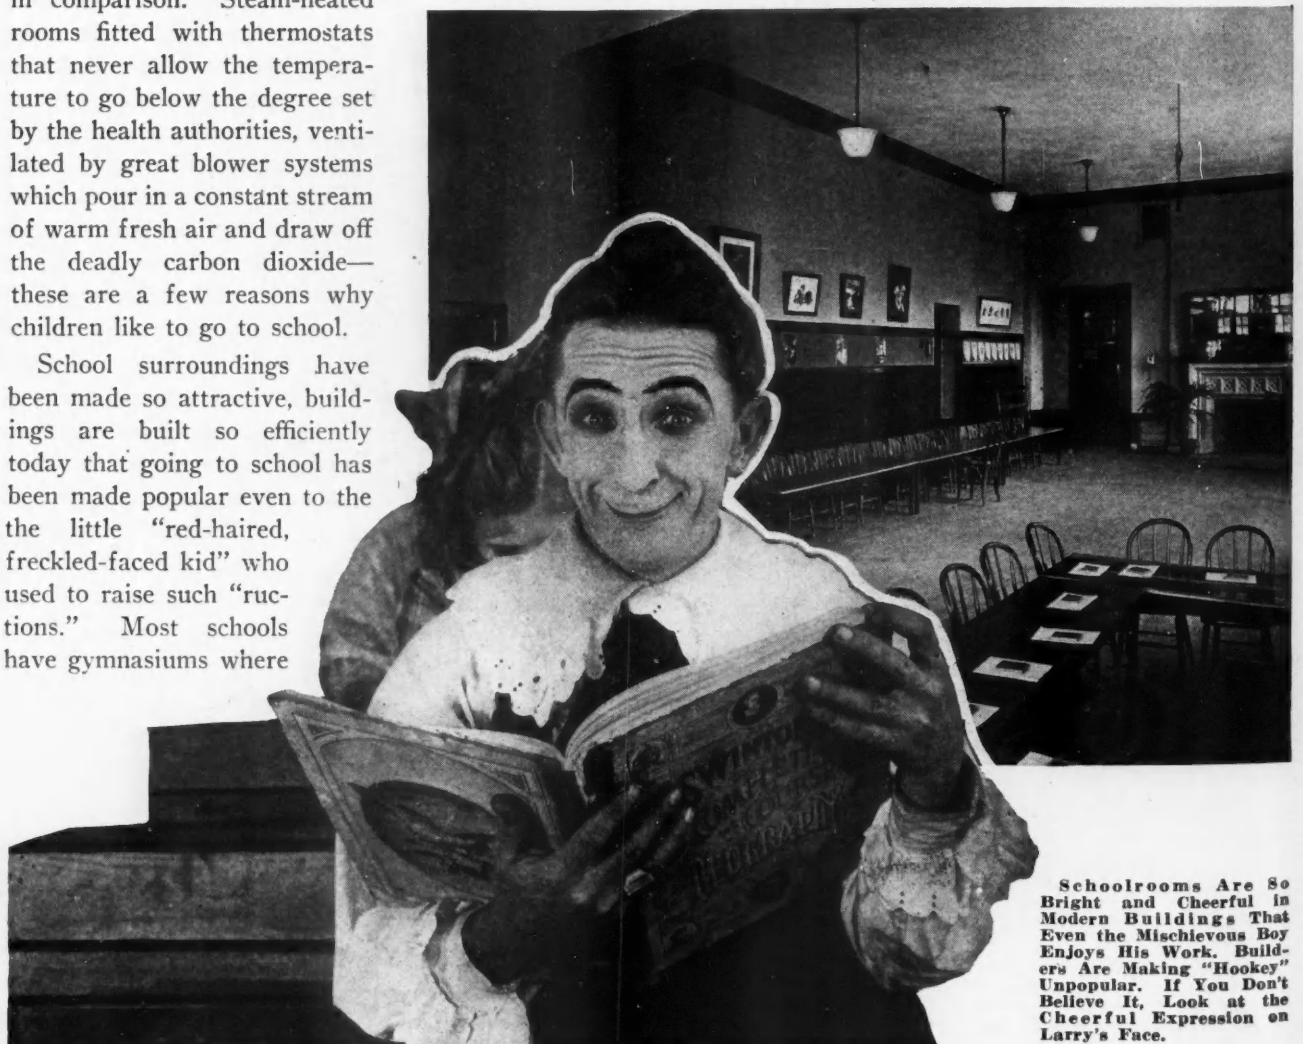 in comparison. Steam-heated
rooms fitted with thermostats
that never allow the tempera-
ture to go below the degree set
by the health authorities, venti-
lated by great blower systems
which pour in a constant stream
of warm fresh air and draw off
the deadly carbon dioxide—
these are a few reasons why
children like to go to school.
School surroundings have
been made so attractive, build-
ings are built so efficiently
today that going to school has
been made popular even to the
the little “red-haired,
freckled-faced kid” who
used to raise such “ruc-
tions.” Most schools
have gymnasiums where
GEOGRAPHY
Schoolrooms Are So
Bright and Cheerful in
Modern Buildings That
Even the Mischievous Boy
Enjoys His Work. Build-
ers Are Making “Hookey”
Unpopular. If You Don't
Believe It, Look at the
Cheerful Expression on
Larry's Face.